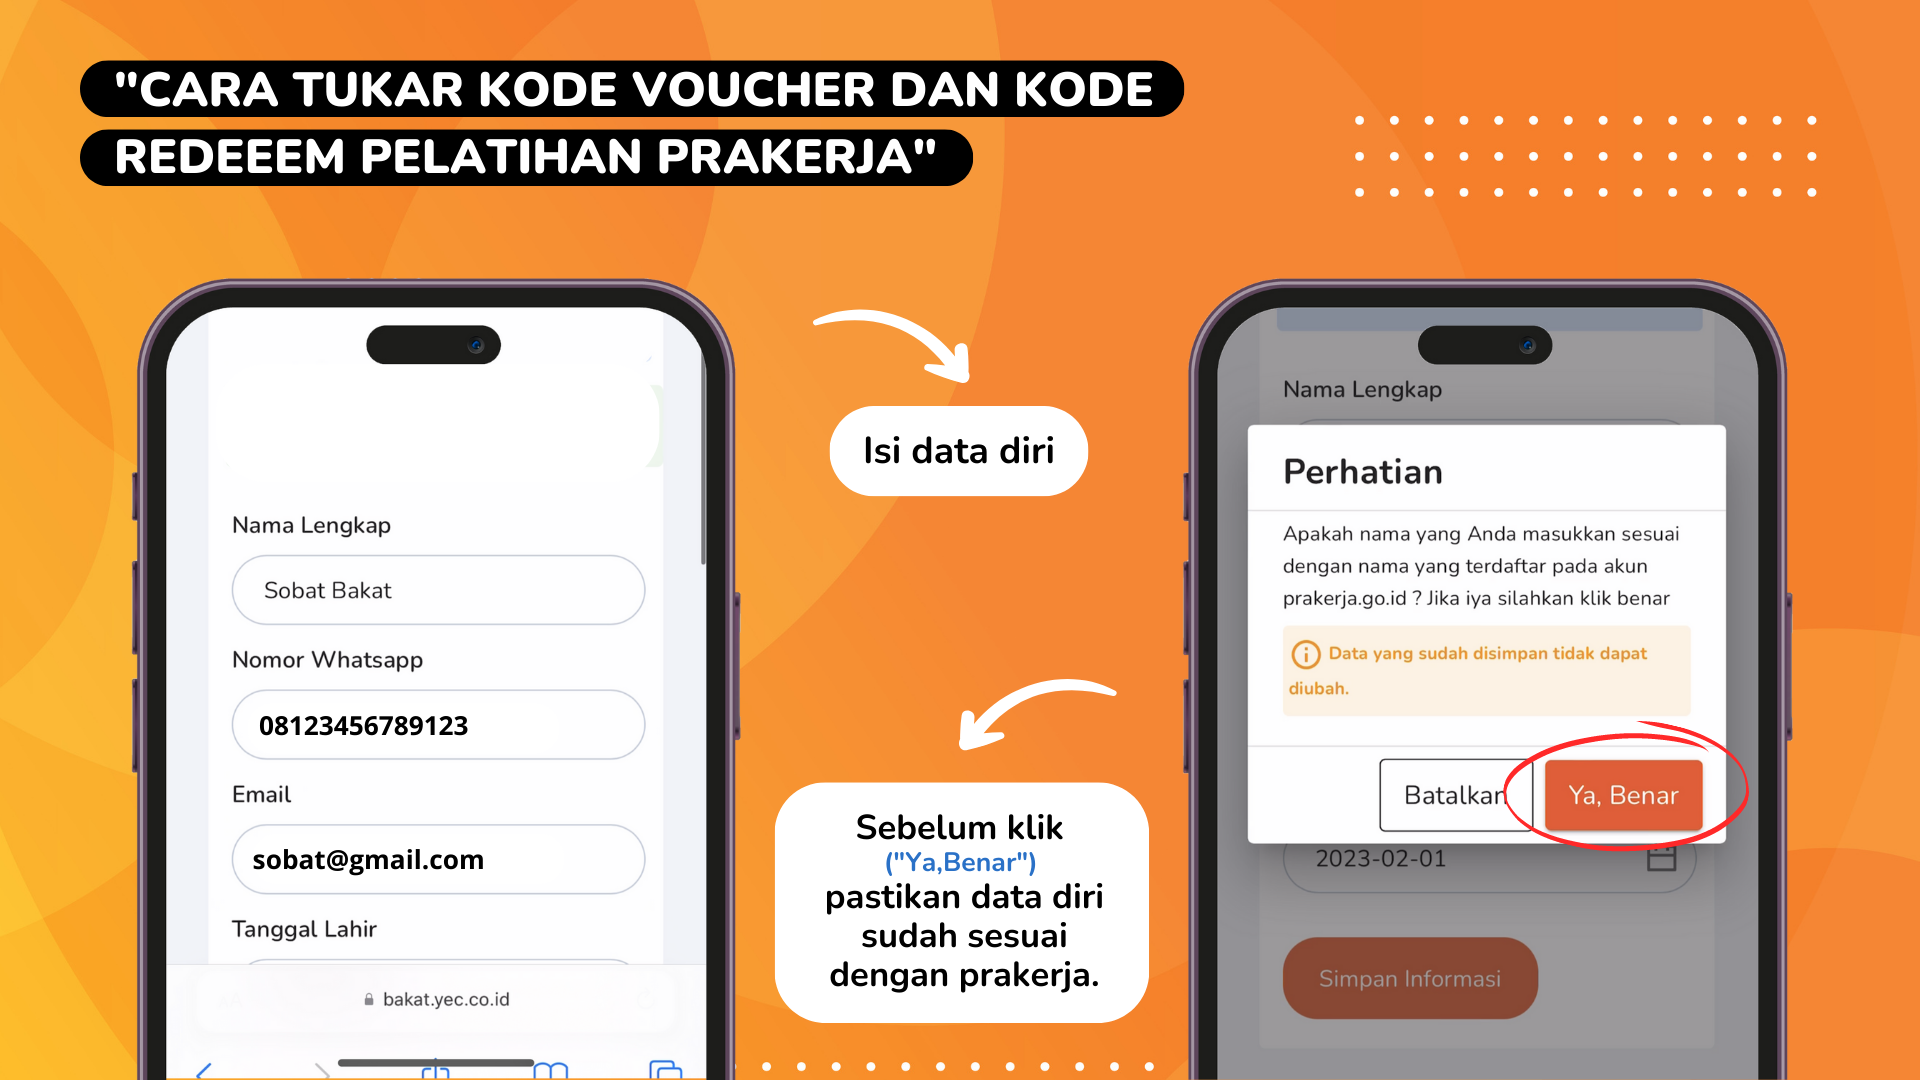 "CARA TUKAR KODE VOUCHER DAN KODE
REDEEEM PELATIHAN PRAKERJA"
Nama Lengkap
Sobat Bakat
Nomor Whatsapp
08123456789123
Email
sobat@gmail.com
Tanggal Lahir
bakat.yec.co.id
Isi data diri
Sebelum klik
("Ya,Benar")
pastikan data diri
sudah sesuai
dengan prakerja.
Nama Lengkap
Perhatian
Apakah nama yang Anda masukkan sesuai
dengan nama yang terdaftar pada akun
prakerja.go.id ? Jika iya silahkan klik benar
Data yang sudah disimpan tidak dapat
diubah.
Batalkan
Ya, Benar
2023-02-01
Simpan Informasi